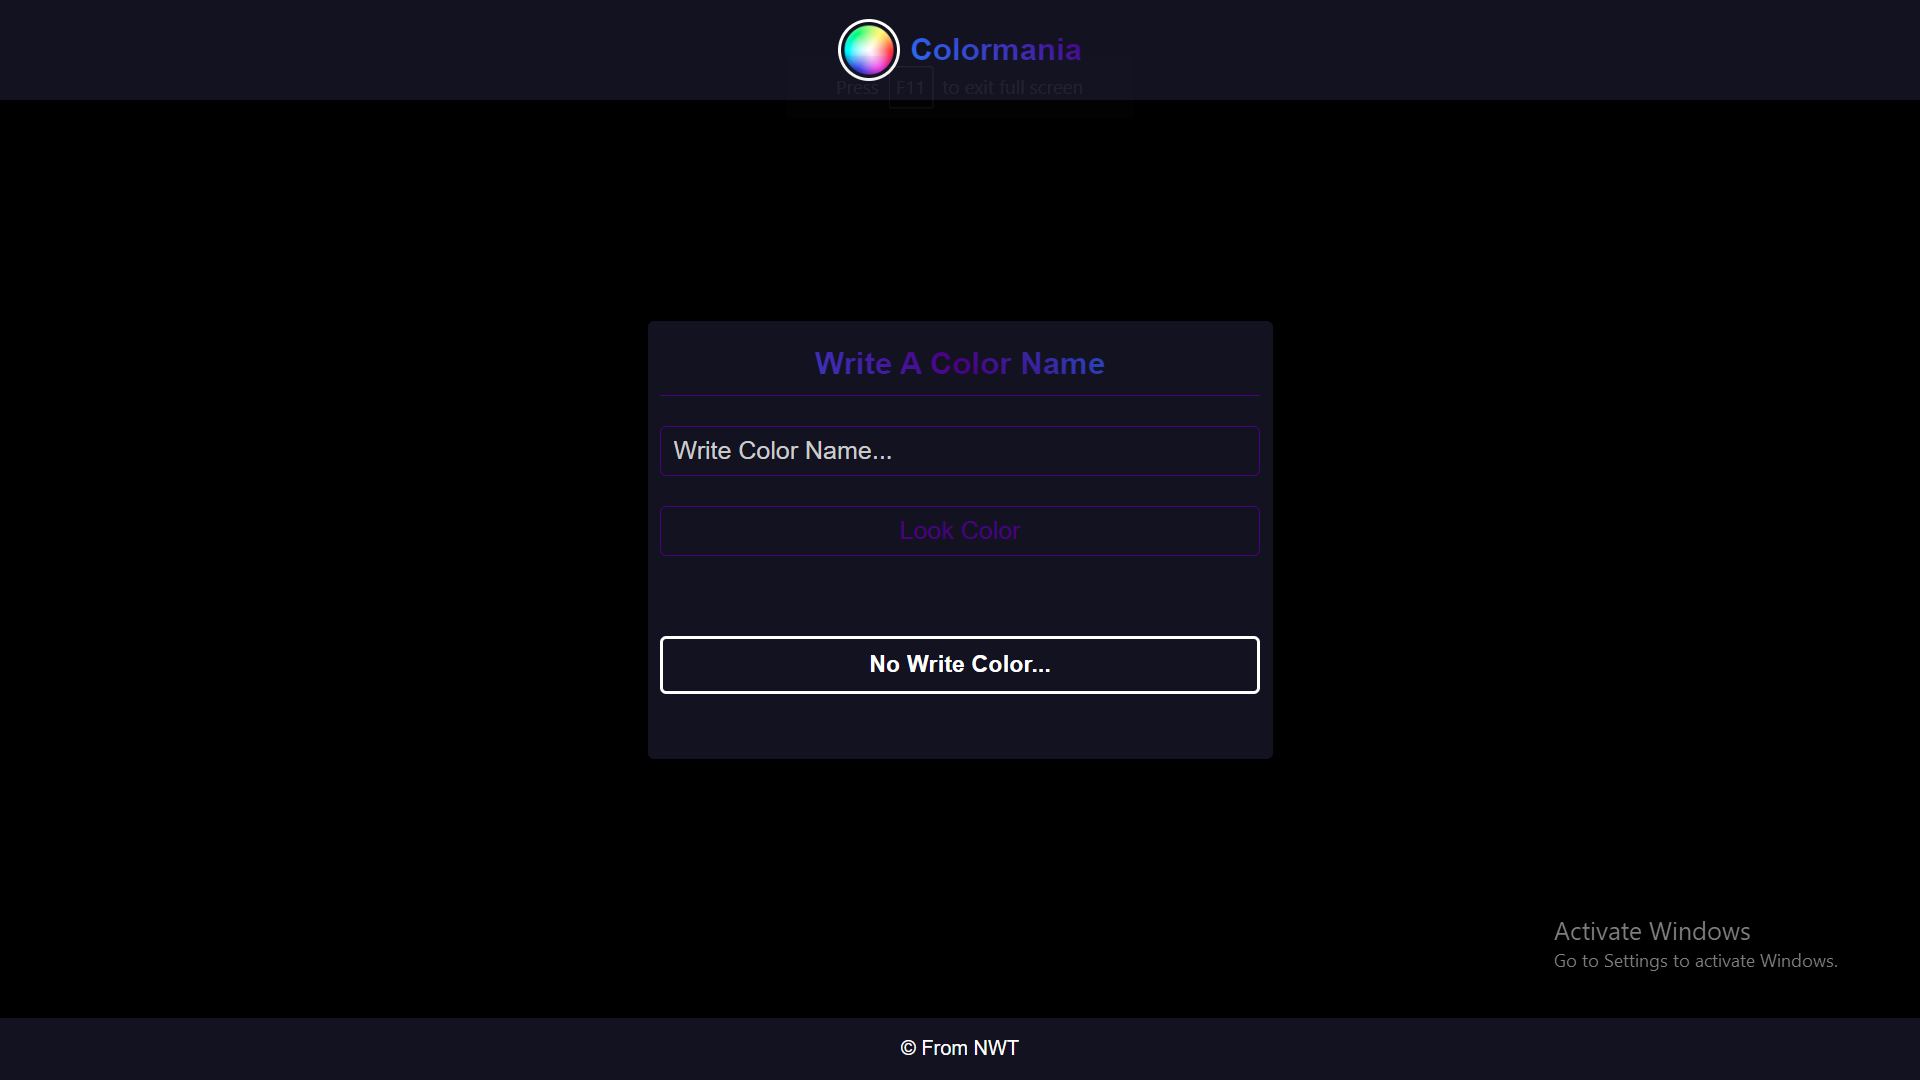 Colormania
Press F11 to exit full screen
Write A Color Name
Write Color Name...
Look Color
No Write Color...
Activate Windows
Go to Settings to activate Windows.
© From NWT